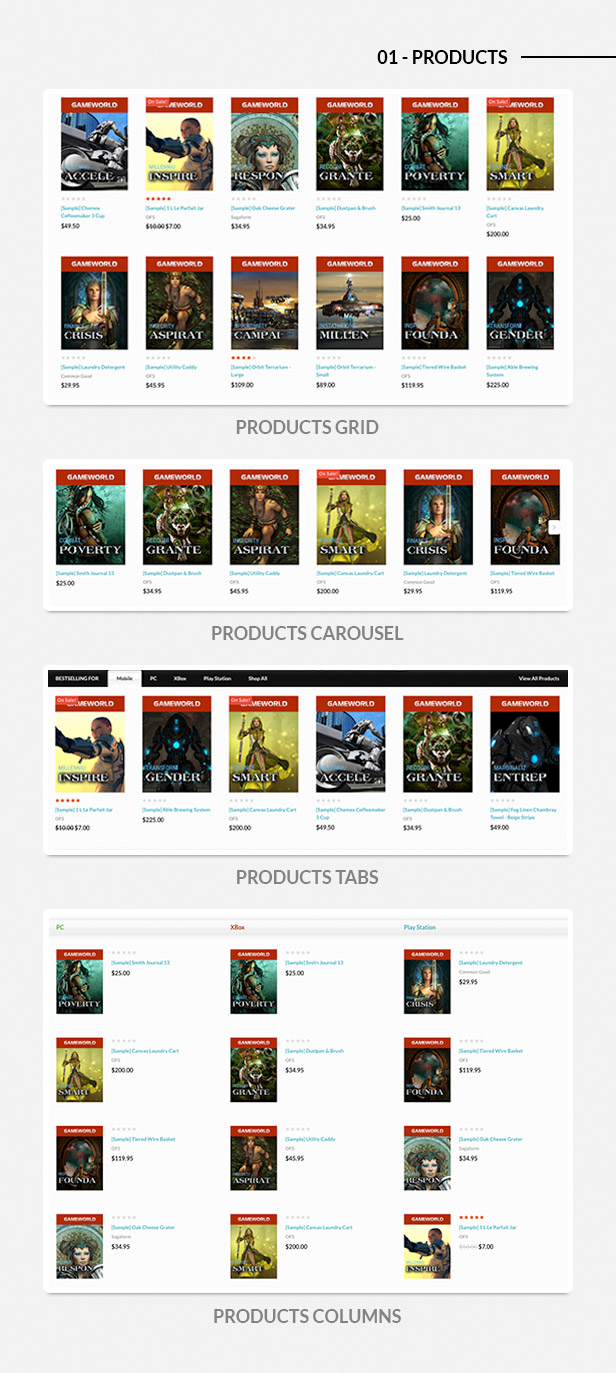 01 - PRODUCTS
GAMEWORLD
ACCELE
[Sample] Chemex
Coffeemaker 3 Cup
$49.50
On Sale!
GAMEWORLD
MILLENNIU
INSPIRE
[Sample] 1 L Le Parfait Jar
OFS
$10.00 $7.00
GAMEWORLD
RESPON
[Sample] Oak Cheese Grater
Sagaform
$34.95
GAMEWORLD
RECOGNI
GRANTE
[Sample] Dustpan & Brush
OFS
$34.95
GAMEWORLD
COMBAT
POVERTY
[Sample] Smith Journal 13
$25.00
On Sale!
GAMEWORLD
SMART
[Sample] Canvas Laundry
Cart
OFS
$200.00
GAMEWORLD
FINANCE
CRISIS
[Sample] Laundry Detergent
Common Good
$29.95
GAMEWORLD
INTEGRITY
ASPIRAT
[Sample] Utility Caddy
OFS
$45.95
GAMEWORLD
OPPORTUNITI
CAMPAI
[Sample] Orbit Terrarium -
Large
$109.00
GAMEWORLD
INSTITUTION
MILLEN
[Sample] Orbit Terrarium -
Small
$89.00
GAMEWORLD
INSPI
FOUNDA
[Sample] Tiered Wire Basket
OFS
$119.95
GAMEWORLD
TRANSFORM
GENDER
[Sample] Able Brewing
System
$225.00
PRODUCTS GRID
GAMEWORLD
COMBAT
POVERTY
[Sample] Smith Journal 13
$25.00
GAMEWORLD
RECOGNI
GRANTE
[Sample] Dustpan & Brush
OFS
$34.95
GAMEWORLD
INTEGRITY
ASPIRAT
[Sample] Utility Caddy
OFS
$45.95
On Sale!
GAMEWORLD
SMART
[Sample] Canvas Laundry Cart
OFS
$200.00
GAMEWORLD
FINANCE
CRISIS
[Sample] Laundry Detergent
Common Good
$29.95
GAMEWORLD
INSPI
FOUNDA
[Sample] Tiered Wire Basket
OFS
$119.95
PRODUCTS CAROUSEL
BESTSELLING FOR Mobile PC XBox Play Station Shop All View All Products
On Sale!
GAMEWORLD
MILLENNIU
INSPIRE
[Sample] 1 L Le Parfait Jar
OFS
$10.00 $7.00
GAMEWORLD
TRANSFORM
GENDER
[Sample] Able Brewing System
$225.00
On Sale!
GAMEWORLD
SMART
[Sample] Canvas Laundry Cart
OFS
$200.00
GAMEWORLD
ACCELE
[Sample] Chemex Coffeemaker
3 Cup
$49.50
GAMEWORLD
RECOGNI
GRANTE
[Sample] Dustpan & Brush
OFS
$34.95
GAMEWORLD
MARGINALIZ
ENTREP
[Sample] Fog Linen Chambray
Towel - Beige Stripe
$49.00
PRODUCTS TABS
PC XBox Play Station
GAMEWORLD
POVERTY
[Sample] Smith Journal 13
$25.00
GAMEWORLD
POVERTY
[Sample] Smith Journal 13
$25.00
GAMEWORLD
CRISIS
[Sample] Laundry Detergent
Common Good
$29.95
GAMEWORLD
SMART
[Sample] Canvas Laundry Cart
OFS
$200.00
GAMEWORLD
GRANTE
[Sample] Dustpan & Brush
OFS
$34.95
GAMEWORLD
FOUNDA
[Sample] Tiered Wire Basket
OFS
$119.95
GAMEWORLD
FOUNDA
[Sample] Tiered Wire Basket
OFS
$119.95
GAMEWORLD
ASPIRAT
[Sample] Utility Caddy
OFS
$45.95
GAMEWORLD
RESPON
[Sample] Oak Cheese Grater
Sagaform
$34.95
GAMEWORLD
RESPON
[Sample] Oak Cheese Grater
Sagaform
$34.95
GAMEWORLD
SMART
[Sample] Canvas Laundry Cart
OFS
$200.00
GAMEWORLD
INSPIRE
[Sample] 1 L Le Parfait Jar
OFS
$10.00 $7.00
PRODUCTS COLUMNS